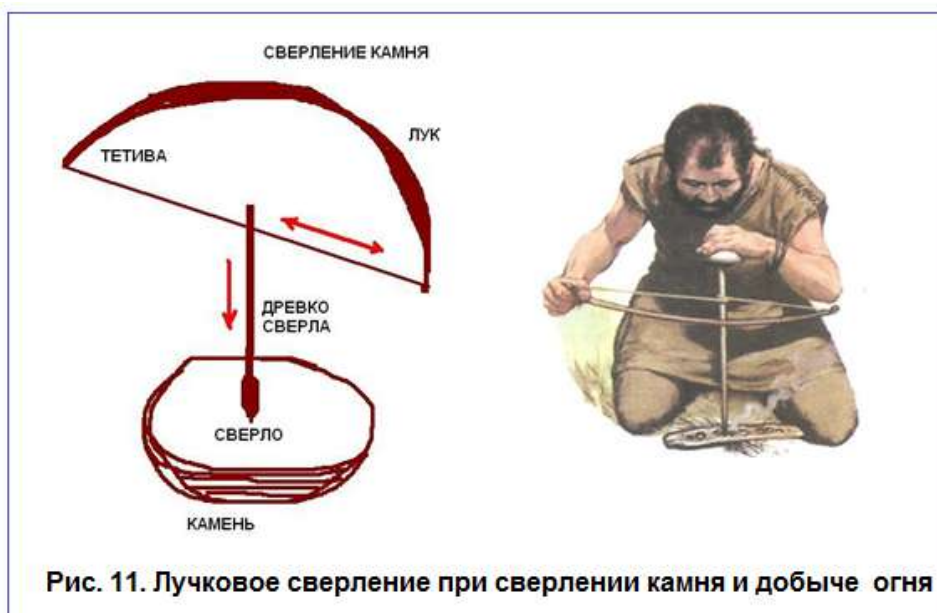 СВЕРЛЕНИЕ КАМНЯ
ЛУК
ТЕТИВА
ДРЕВКО
СВЕРЛА
СВЕРЛО
КАМЕНЬ
Рис. 11. Лучковое сверление при сверлении камня и добыче огня